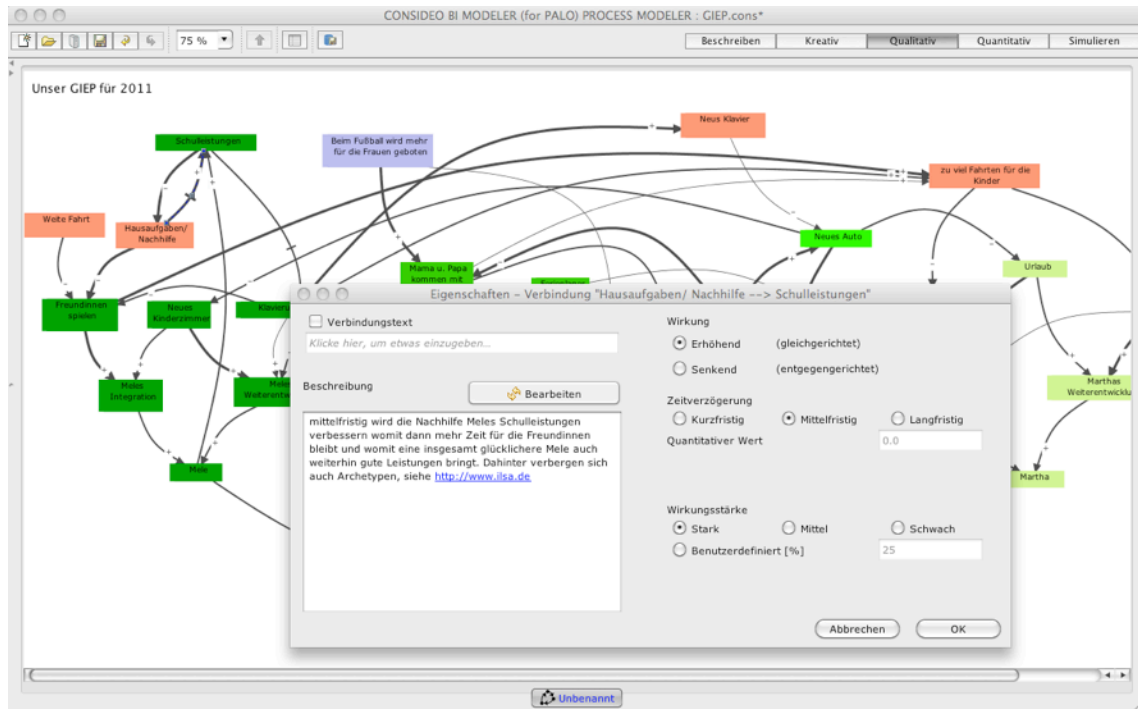 CONSIDEO BI MODELER (for PALO) PROCESS MODELER : GIEP.cons*
75 %
Beschreiben
Kreativ
Qualitativ
Quantitativ
Simulieren
Unser GIEP für 2011
Neus Klavier
Schulleistungen
Beim Fußball wird mehr
für die Frauen geboten
zu viel Fahrten für die
Kinder
Weite Fahrt
Hausaufgaben/
Nachhilfe
Neues Auto
Mama u. Papa
kommen mit
Urlaub
Freundinnen
spielen
Neues
Kinderzimmer
Klavieru
Meles
Integration
Meles
Weiterentw
Marthas
Weiterentwicklu
Mele
Martha
Eigenschaften – Verbindung "Hausaufgaben/ Nachhilfe --> Schulleistungen"
Verbindungstext
Klicke hier, um etwas einzugeben...
Beschreibung
Bearbeiten
mittelfristig wird die Nachhilfe Meles Schulleistungen
verbessern womit dann mehr Zeit für die Freundinnen
bleibt und womit eine insgesamt glücklichere Mele auch
weiterhin gute Leistungen bringt. Dahinter verbergen sich
auch Archetypen, siehe http://www.ilsa.de
Wirkung
Erhöhend (gleichgerichtet)
Senkend (entgegengerichtet)
Zeitverzögerung
Kurzfristig Mittelfristig Langfristig
Quantitativer Wert 0.0
Wirkungsstärke
Stark Mittel Schwach
Benutzerdefiniert [%] 25
Abbrechen
OK
Unbenannt